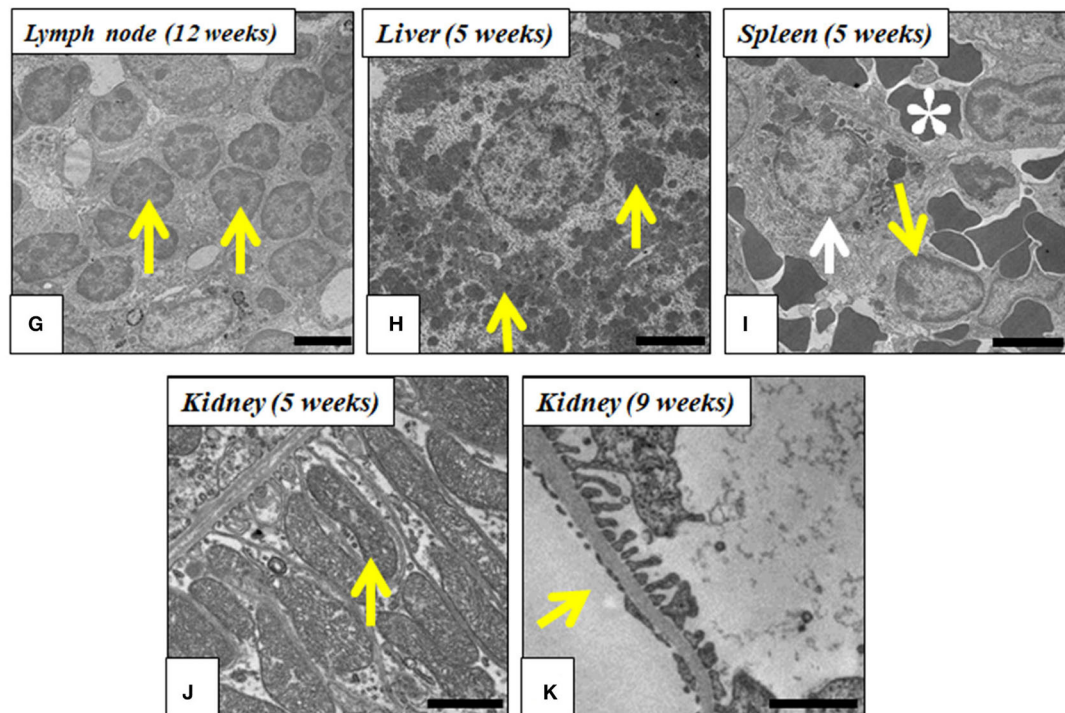 Lymph node (12 weeks)
Liver (5 weeks)
Spleen (5 weeks)
G
H
I
Kidney (5 weeks)
Kidney (9 weeks)
J
K